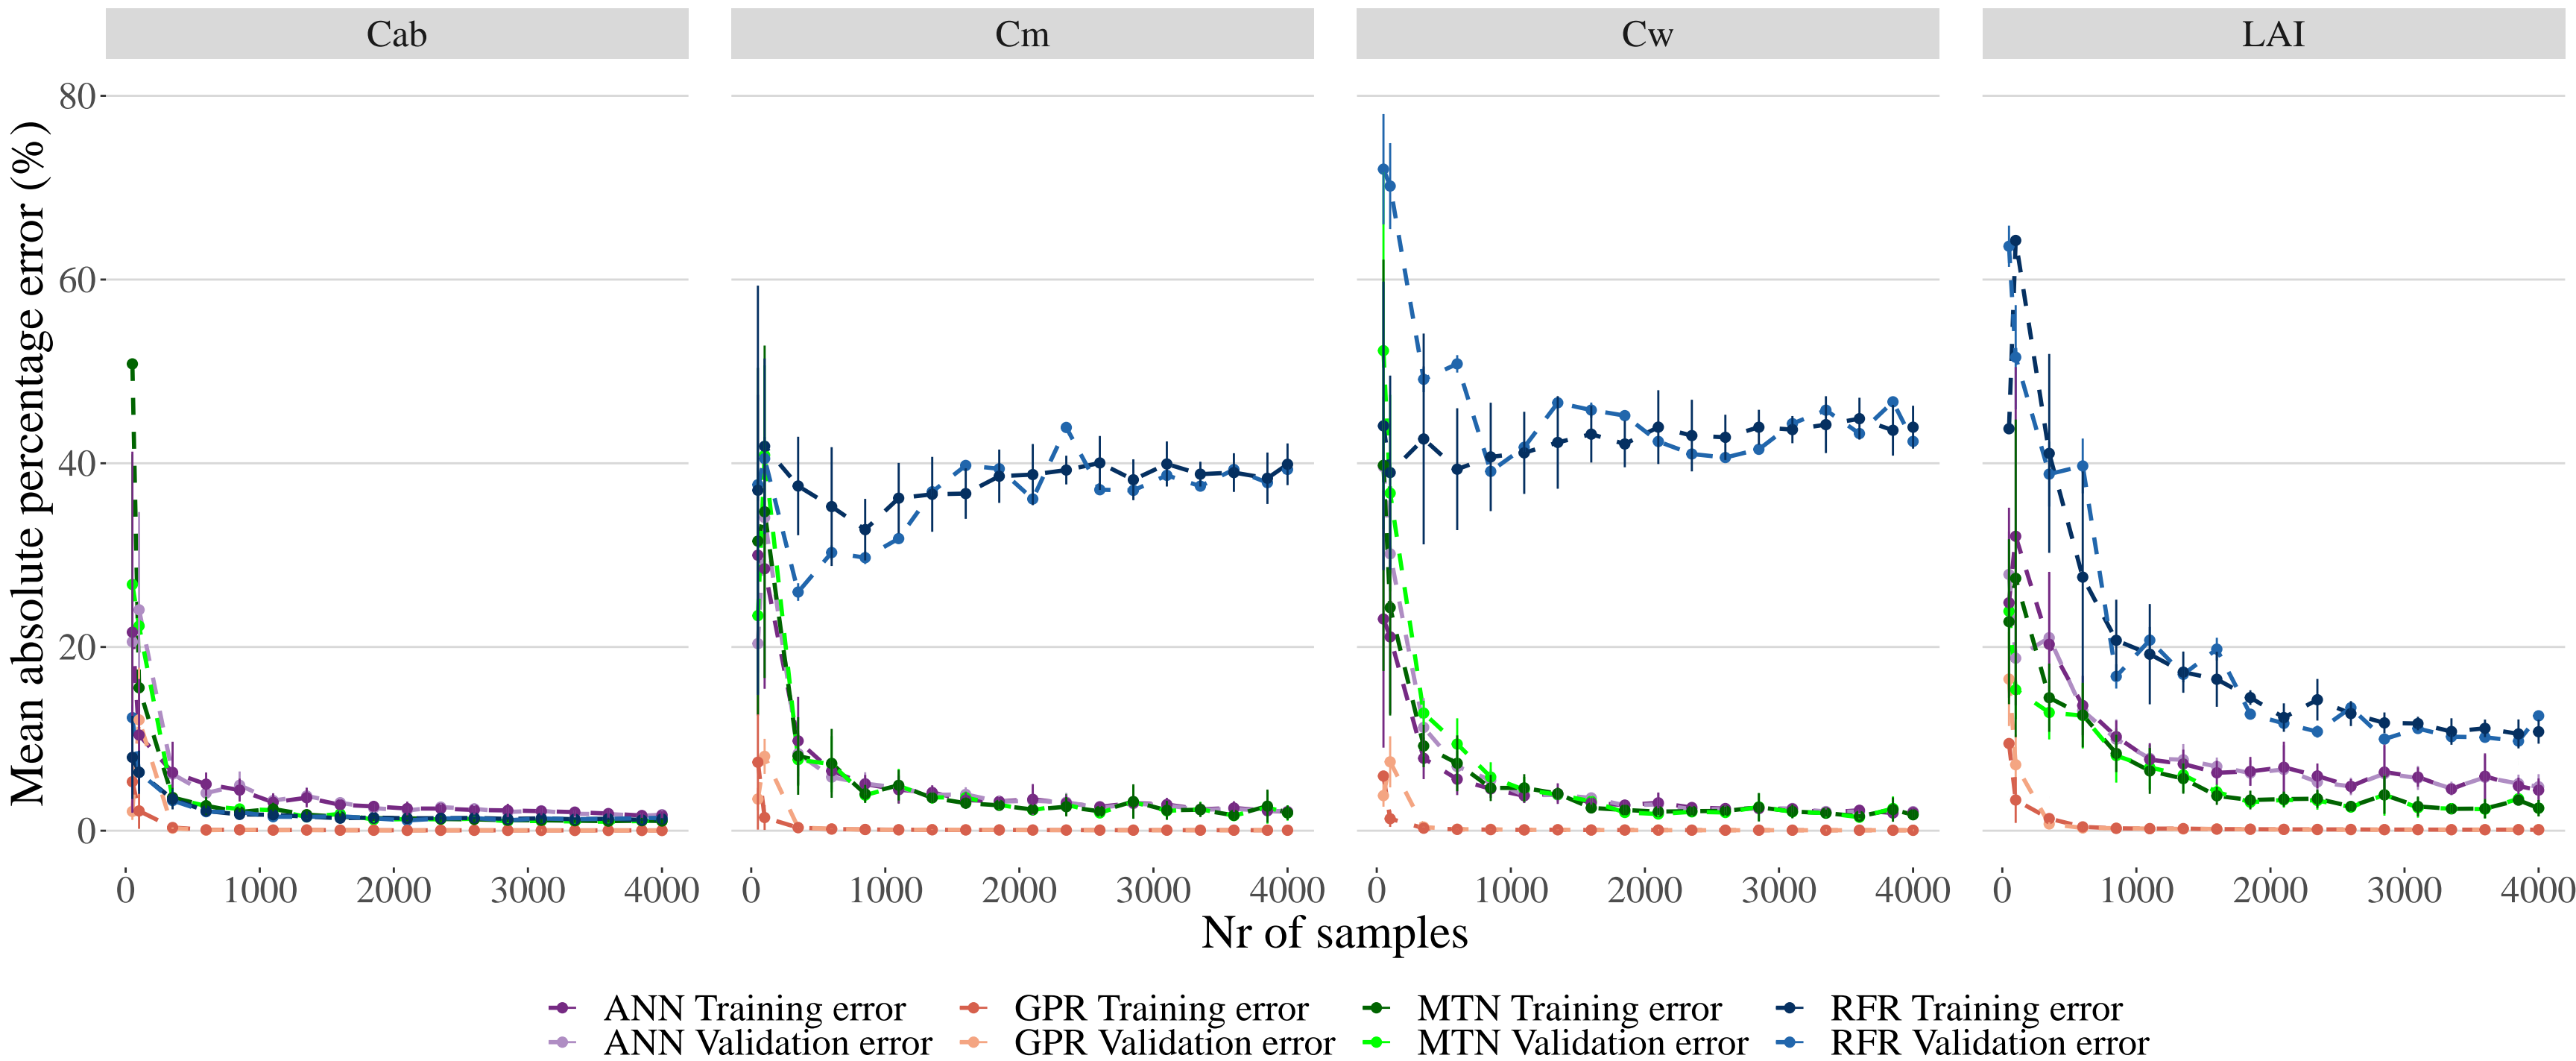 Cab Cm Cw LAI
Mean absolute percentage error (%)
80
60
40
20
0
0 1000 2000 3000 4000 0 1000 2000 3000 4000 0 1000 2000 3000 4000 0 1000 2000 3000 4000
Nr of samples
ANN Training error GPR Training error MTN Training error RFR Training error
ANN Validation error GPR Validation error MTN Validation error RFR Validation error